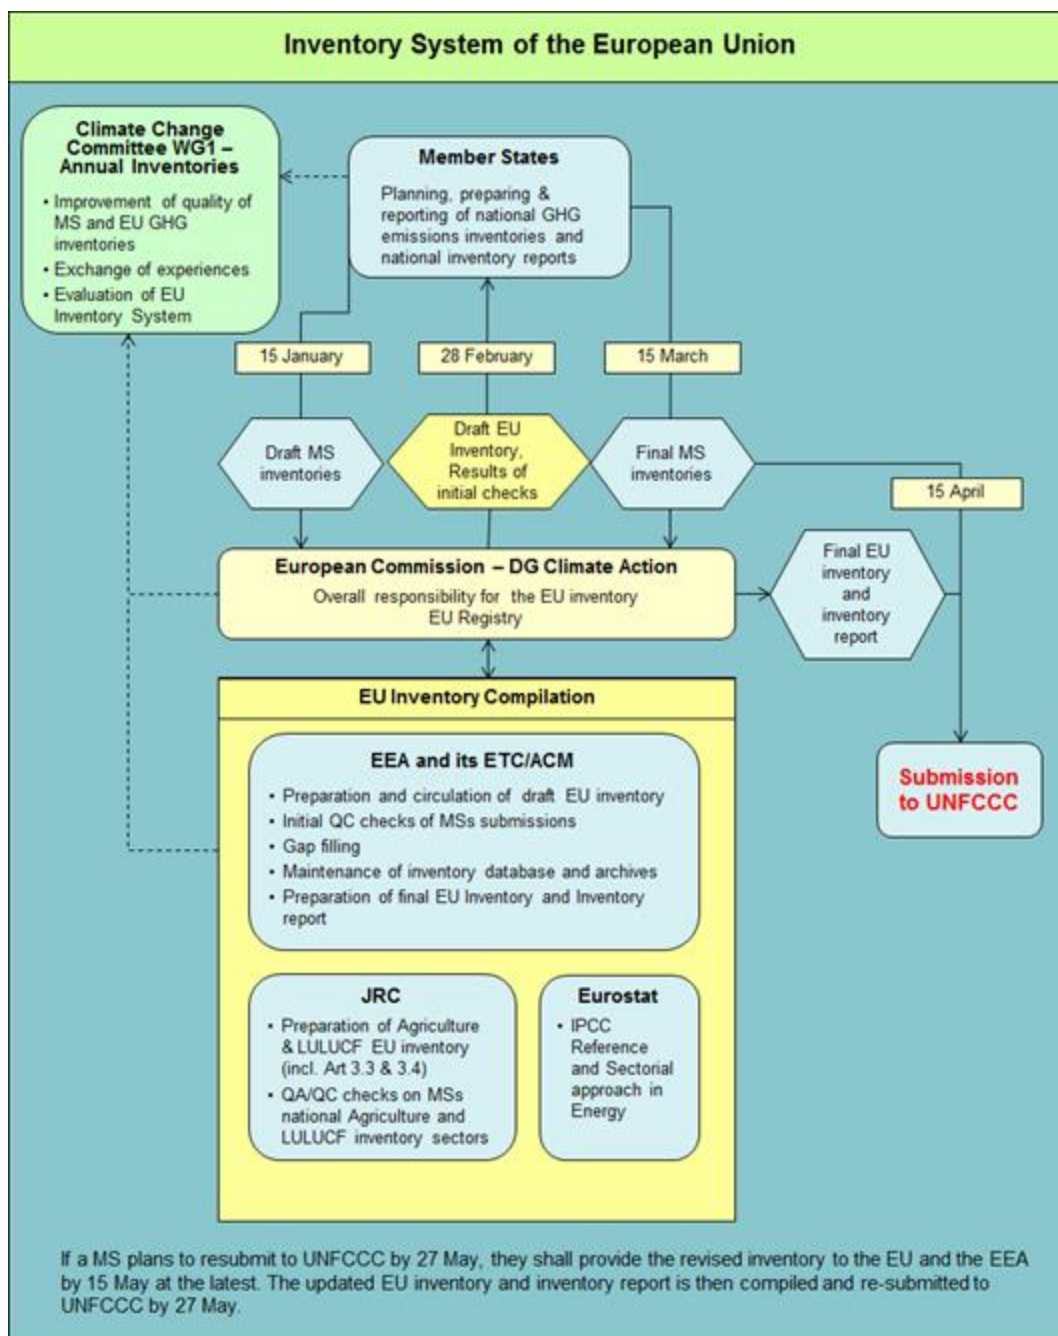 Inventory System of the European Union
Climate Change
Committee WG1 –
Annual Inventories
• Improvement of quality of
MS and EU GHG
inventories
• Exchange of experiences
• Evaluation of EU
Inventory System
Member States
Planning, preparing &
reporting of national GHG
emissions inventories and
national inventory reports
15 January
28 February
15 March
Draft MS
inventories
Draft EU
Inventory,
Results of
initial checks
Final MS
inventories
15 April
European Commission – DG Climate Action
Overall responsibility for the EU inventory
EU Registry
Final EU
inventory
and
inventory
report
EU Inventory Compilation
EEA and its ETC/ACM
• Preparation and circulation of draft EU inventory
• Initial QC checks of MSs submissions
• Gap filling
• Maintenance of inventory database and archives
• Preparation of final EU Inventory and Inventory
report
Submission
to UNFCCC
JRC
• Preparation of Agriculture
& LULUCF EU inventory
(incl. Art 3.3 & 3.4)
• QA/QC checks on MSs
national Agriculture and
LULUCF inventory sectors
Eurostat
• IPCC
Reference
and Sectorial
approach in
Energy
If a MS plans to resubmit to UNFCCC by 27 May, they shall provide the revised inventory to the EU and the EEA
by 15 May at the latest. The updated EU inventory and inventory report is then compiled and re-submitted to
UNFCCC by 27 May.